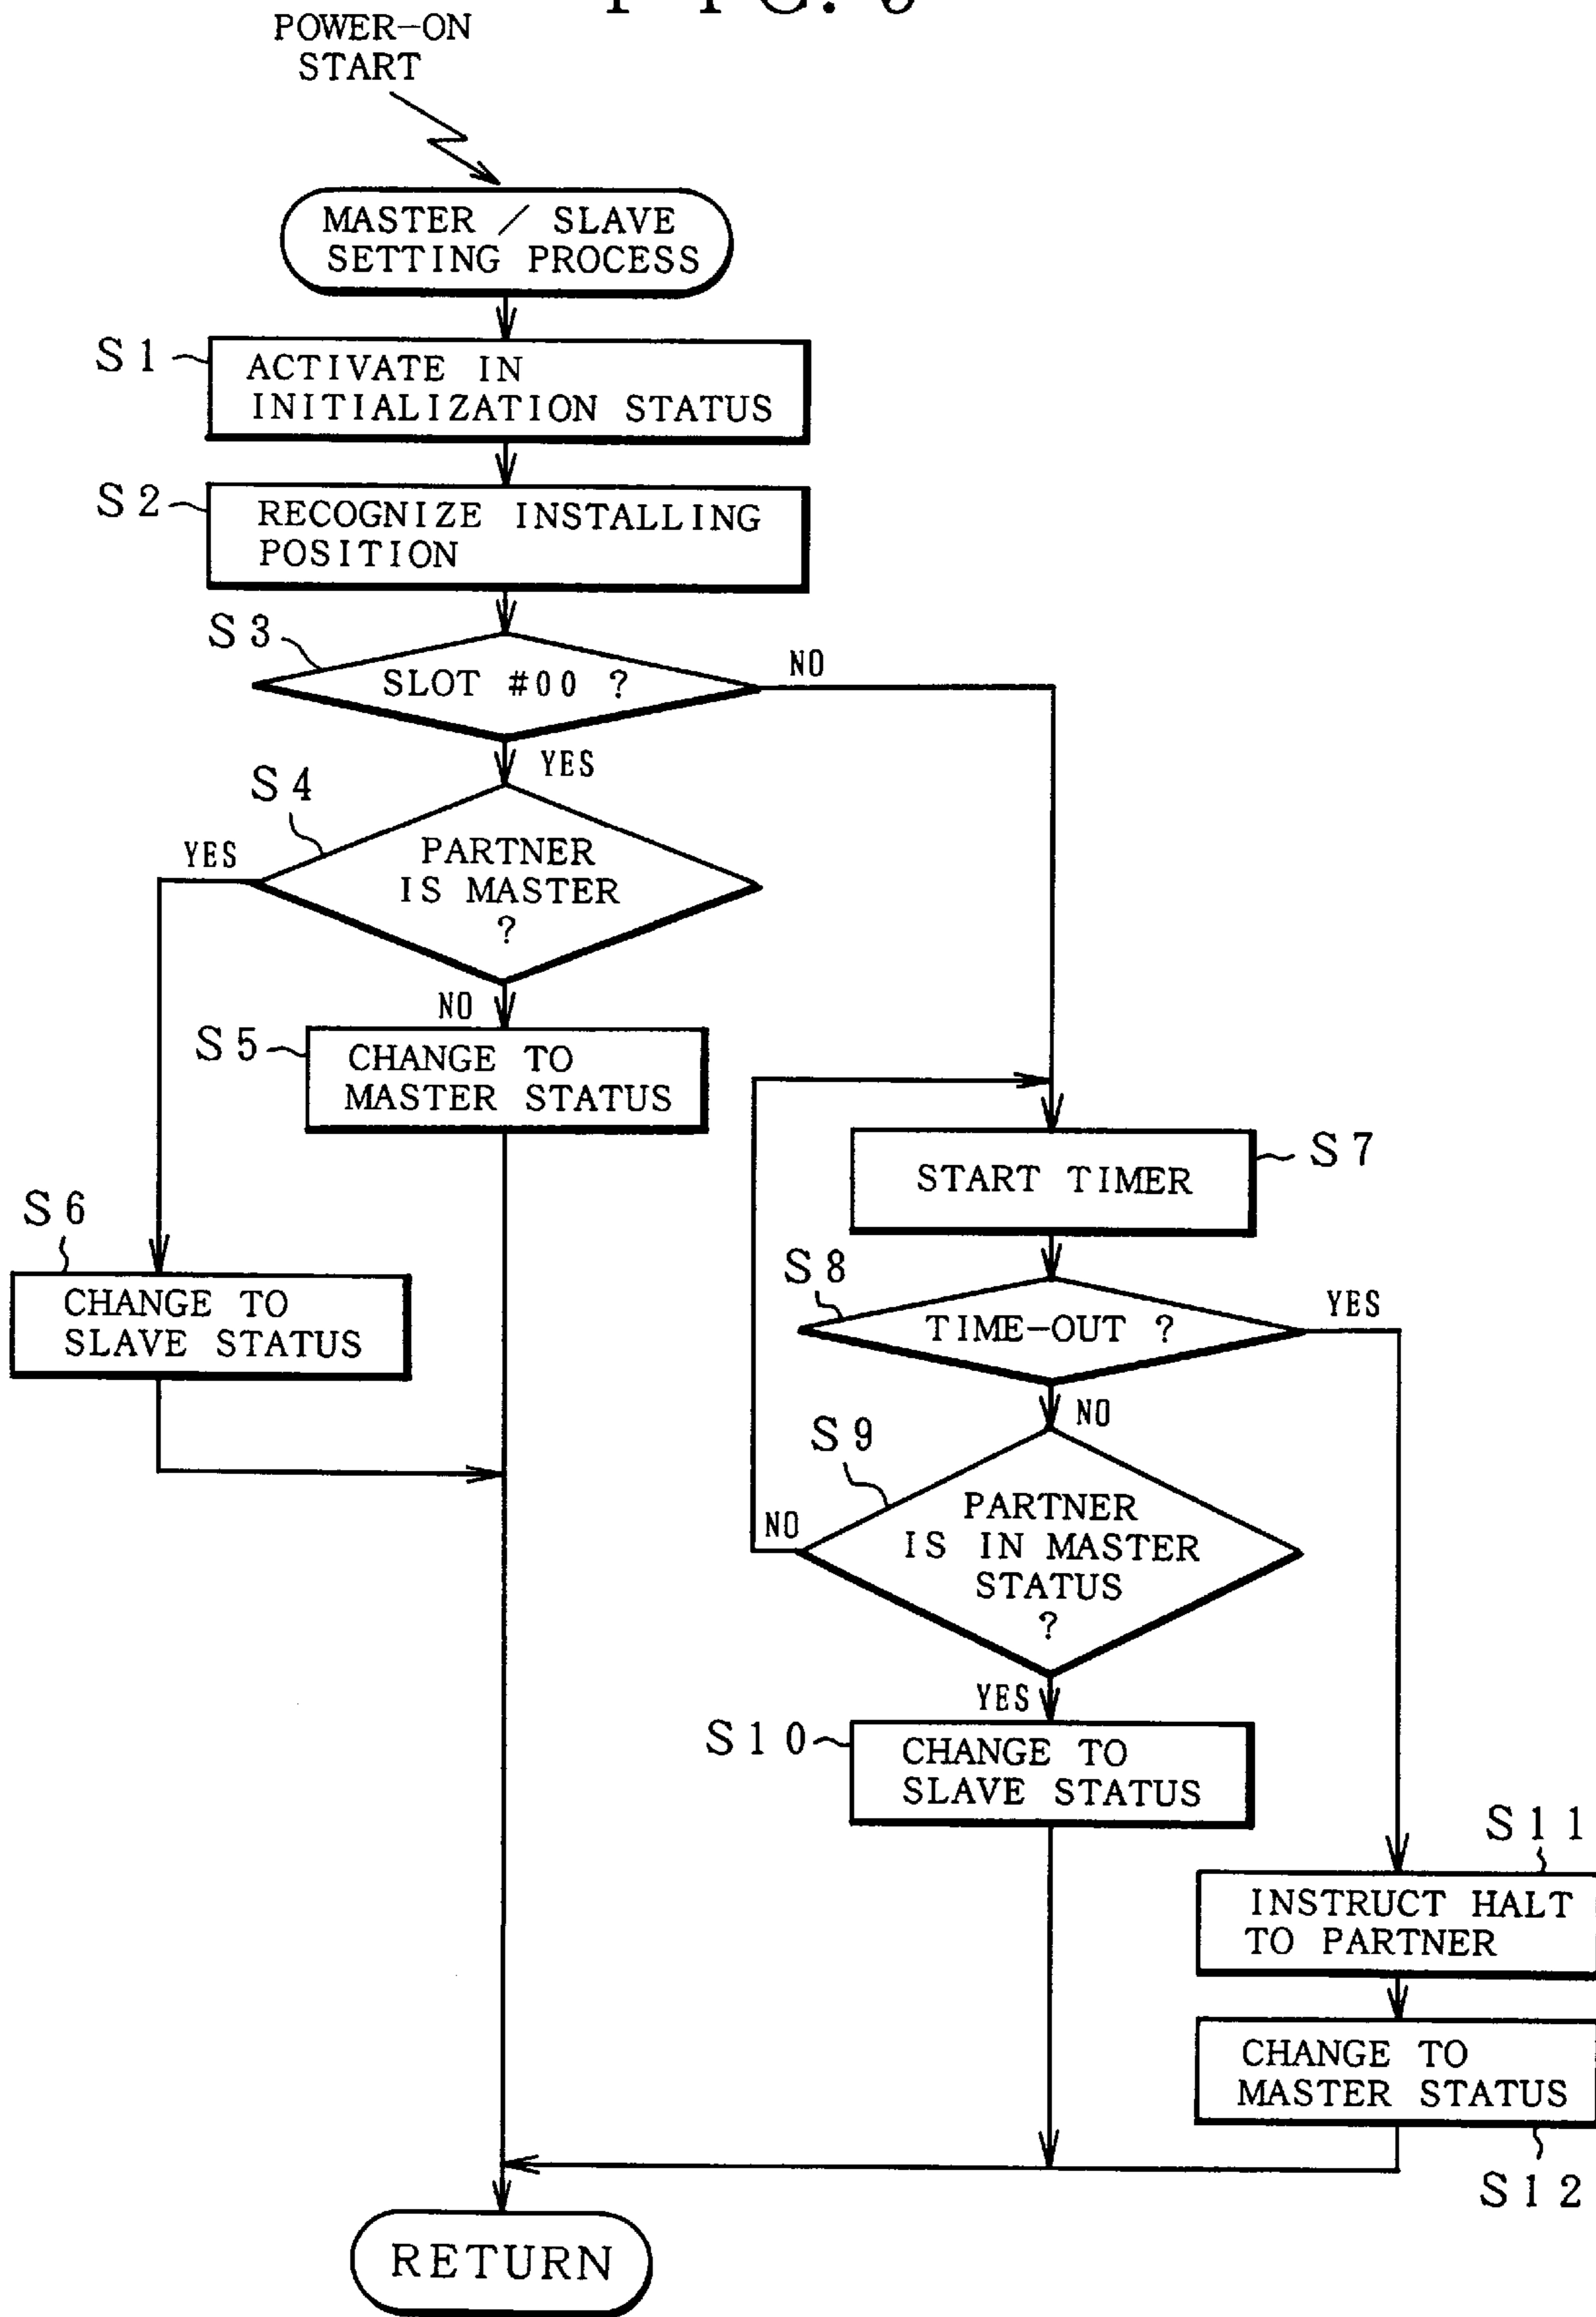 FIG.
POWER-ON
START
MASTER / SLAVE
SETTING PROCESS
S1
ACTIVATE IN
INITIALIZATION STATUS
S2
RECOGNIZE INSTALLING
POSITION
S3
SLOT #00 ?
NO
YES
S4
PARTNER
IS MASTER
?
YES
NO
S5
CHANGE TO
MASTER STATUS
S6
CHANGE TO
SLAVE STATUS
S7
START TIMER
S8
TIME-OUT ?
YES
NO
S9
PARTNER
IS IN MASTER
STATUS
?
NO
YES
S10
CHANGE TO
SLAVE STATUS
S11
INSTRUCT HALT
TO PARTNER
CHANGE TO
MASTER STATUS
S12
RETURN